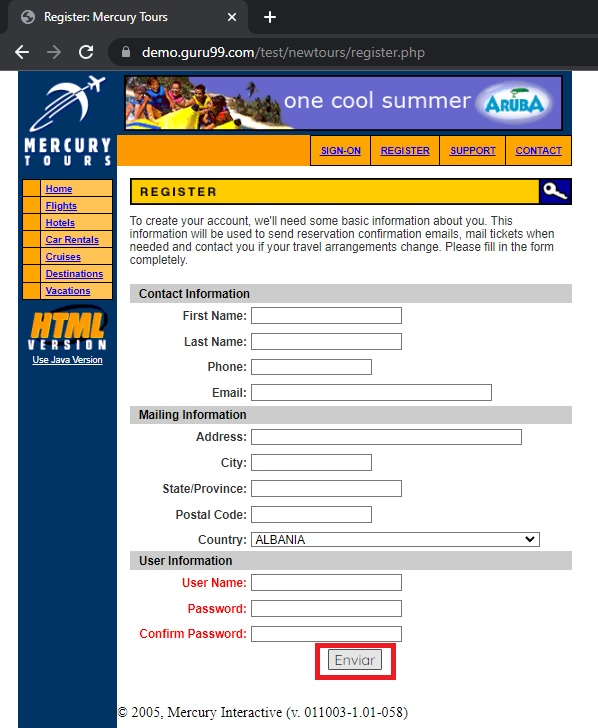 Register: Mercury Tours
demo.guru99.com/test/newtours/register.php
MERCURY
TOURS
one cool summer ARUBA
SIGN-ON REGISTER SUPPORT CONTACT
Home
Flights
Hotels
Car Rentals
Cruises
Destinations
Vacations
HTML
VERSION
Use Java Version
REGISTER
To create your account, we'll need some basic information about you. This
information will be used to send reservation confirmation emails, mail tickets when
needed and contact you if your travel arrangements change. Please fill in the form
completely.
Contact Information
First Name:
Last Name:
Phone:
Email:
Mailing Information
Address:
City:
State/Province:
Postal Code:
Country: ALBANIA
User Information
User Name:
Password:
Confirm Password:
Enviar
© 2005, Mercury Interactive (v. 011003-1.01-058)